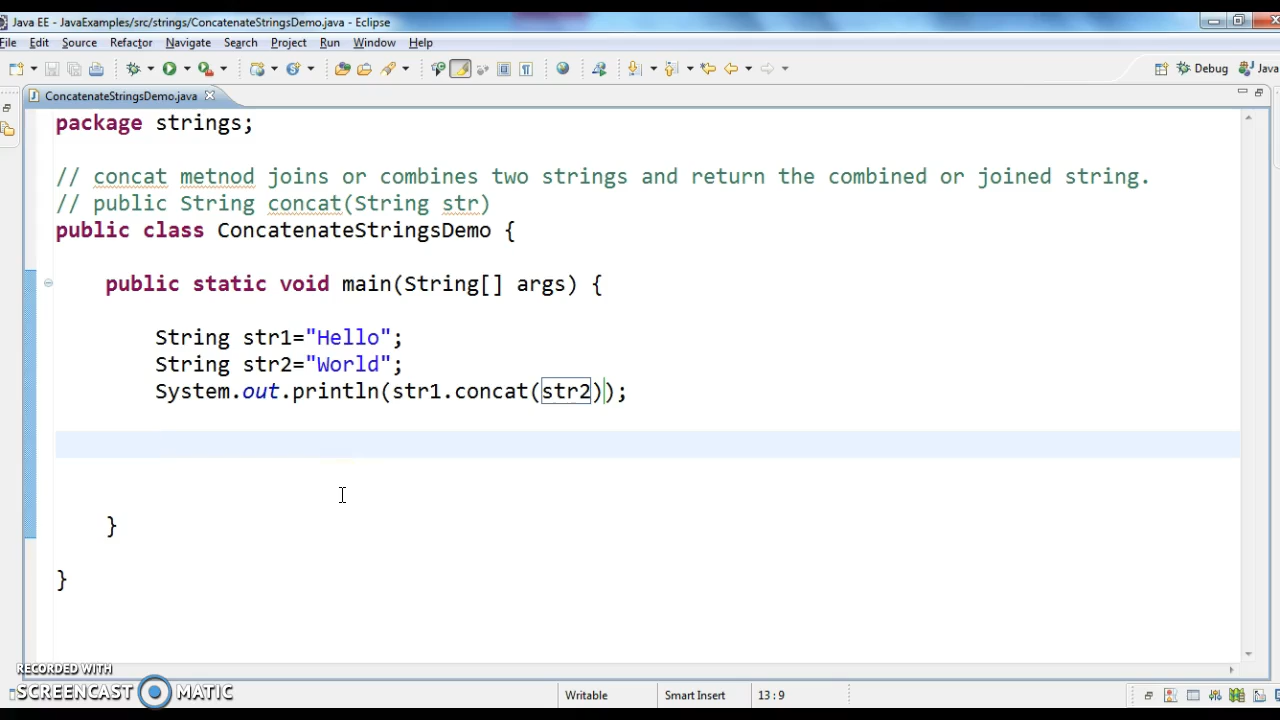 Java EE - JavaExamples/src/strings/ConcatenateStringsDemo.java - Eclipse
File Edit Source Refactor Navigate Search Project Run Window Help
Debug Java
ConcatenateStringsDemo.java
package strings;
// concat metnod joins or combines two strings and return the combined or joined string.
// public String concat(String str)
public class ConcatenateStringsDemo {
public static void main(String[] args) {
String str1="Hello";
String str2="World";
System.out.println(str1.concat(str2));
}
}
RECORDED WITH
SCREENCAST MATIC
Writable Smart Insert 13:9